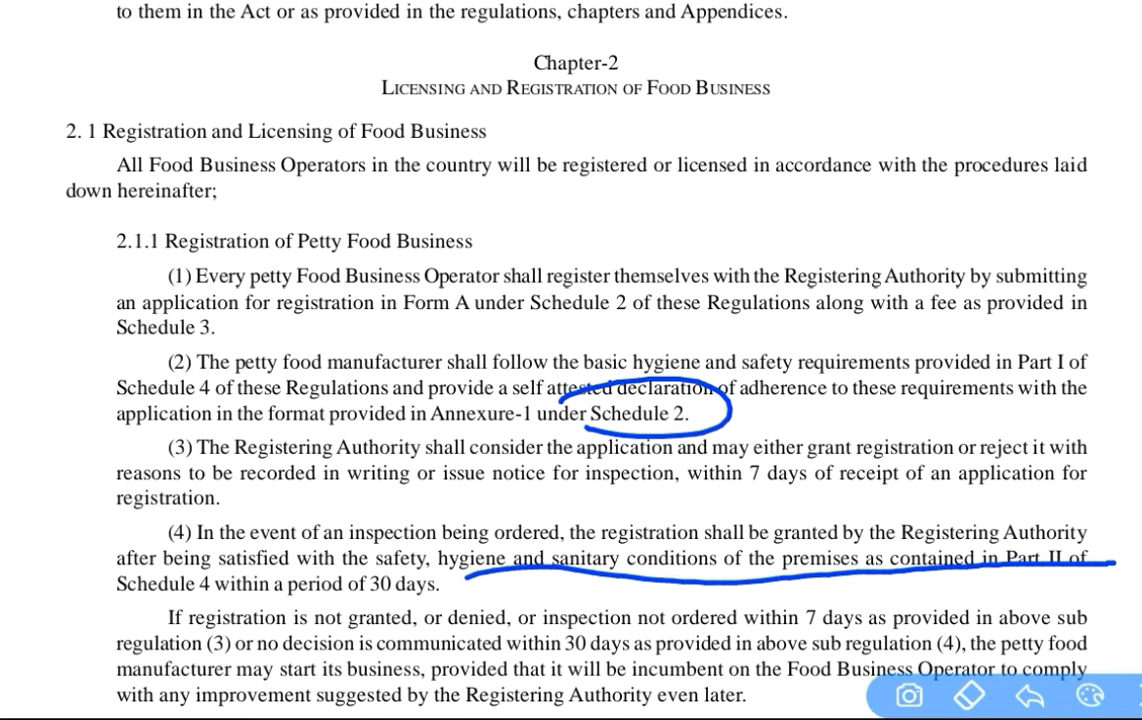 to them in the Act or as provided in the regulations, chapters and Appendices.
Chapter-2
LICENSING AND REGISTRATION OF FOOD BUSINESS
2. 1 Registration and Licensing of Food Business
All Food Business Operators in the country will be registered or licensed in accordance with the procedures laid
down hereinafter;
2.1.1 Registration of Petty Food Business
(1) Every petty Food Business Operator shall register themselves with the Registering Authority by submitting
an application for registration in Form A under Schedule 2 of these Regulations along with a fee as provided in
Schedule 3.
(2) The petty food manufacturer shall follow the basic hygiene and safety requirements provided in Part I of
Schedule 4 of these Regulations and provide a self attested declaration of adherence to these requirements with the
application in the format provided in Annexure-1 under Schedule 2.
(3) The Registering Authority shall consider the application and may either grant registration or reject it with
reasons to be recorded in writing or issue notice for inspection, within 7 days of receipt of an application for
registration.
(4) In the event of an inspection being ordered, the registration shall be granted by the Registering Authority
after being satisfied with the safety, hygiene and sanitary conditions of the premises as contained in Part II of
Schedule 4 within a period of 30 days.
If registration is not granted, or denied, or inspection not ordered within 7 days as provided in above sub
regulation (3) or no decision is communicated within 30 days as provided in above sub regulation (4), the petty food
manufacturer may start its business, provided that it will be incumbent on the Food Business Operator to comply
with any improvement suggested by the Registering Authority even later.